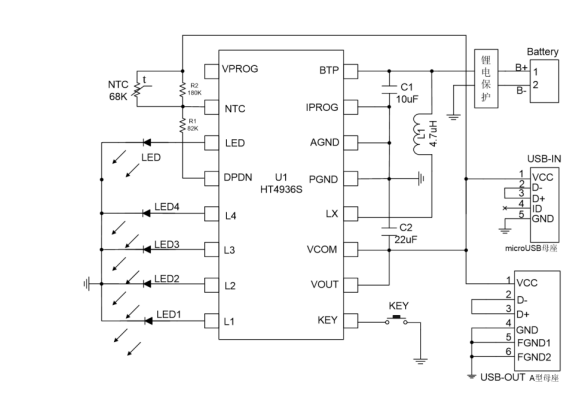 NTC
68K
t
R2
180K
R1
82K
LED
LED4
LED3
LED2
LED1
VPROG
NTC
LED
DPDN
L4
L3
L2
L1
U1
HT4936S
BTP
IPROG
AGND
PGND
LX
VCOM
VOUT
KEY
C1
10uF
L1
4.7uH
C2
22uF
KEY
锂电保护
Battery
B+
B-
1
2
USB-IN
1 VCC
2 D-
3 D+
4 ID
5 GND
microUSB母座
1 VCC
2 D-
3 D+
4 GND
5 FGND1
6 FGND2
USB-OUT A型母座